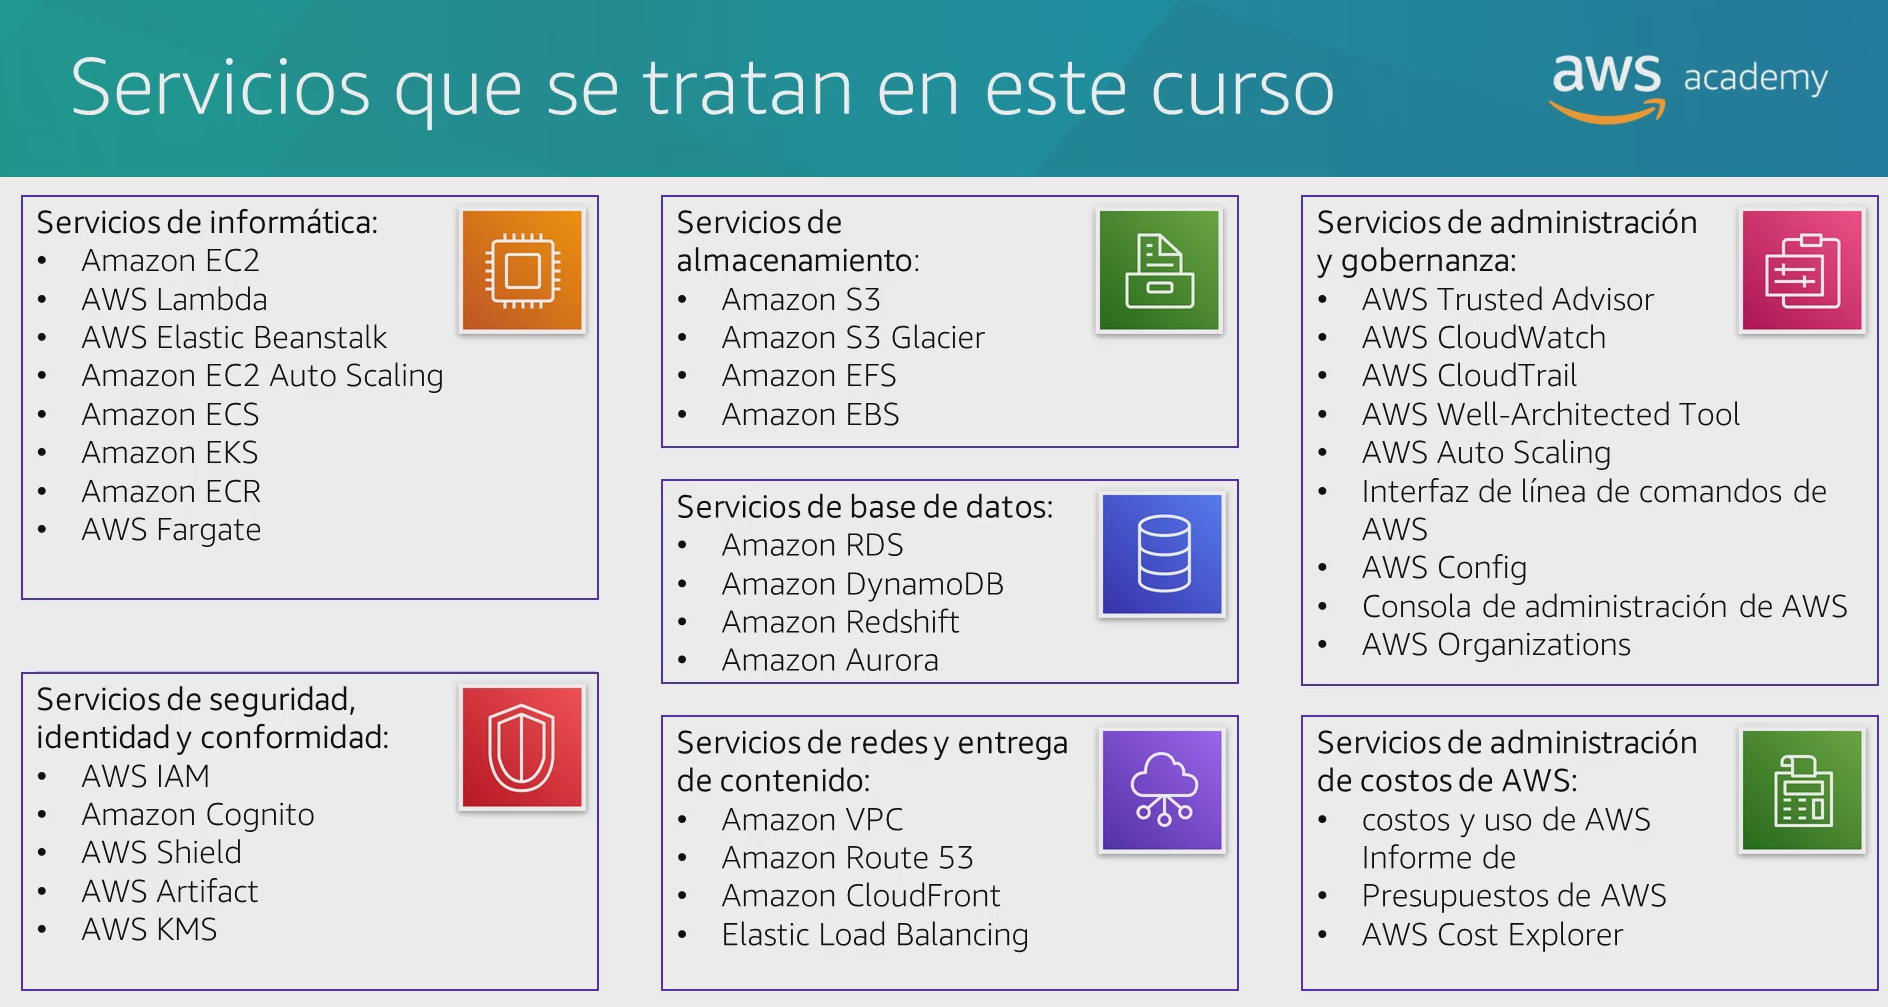 Servicios que se tratan en este curso
aws academy
Servicios de informática:
• Amazon EC2
• AWS Lambda
• AWS Elastic Beanstalk
• Amazon EC2 Auto Scaling
• Amazon ECS
• Amazon EKS
• Amazon ECR
• AWS Fargate
Servicios de seguridad,
identidad y conformidad:
• AWS IAM
• Amazon Cognito
• AWS Shield
• AWS Artifact
• AWS KMS
Servicios de
almacenamiento:
• Amazon S3
• Amazon S3 Glacier
• Amazon EFS
• Amazon EBS
Servicios de base de datos:
• Amazon RDS
• Amazon DynamoDB
• Amazon Redshift
• Amazon Aurora
Servicios de redes y entrega
de contenido:
• Amazon VPC
• Amazon Route 53
• Amazon CloudFront
• Elastic Load Balancing
Servicios de administración
y gobernanza:
• AWS Trusted Advisor
• AWS CloudWatch
• AWS CloudTrail
• AWS Well-Architected Tool
• AWS Auto Scaling
• Interfaz de línea de comandos de
AWS
• AWS Config
• Consola de administración de AWS
• AWS Organizations
Servicios de administración
de costos de AWS:
• costos y uso de AWS
Informe de
• Presupuestos de AWS
• AWS Cost Explorer